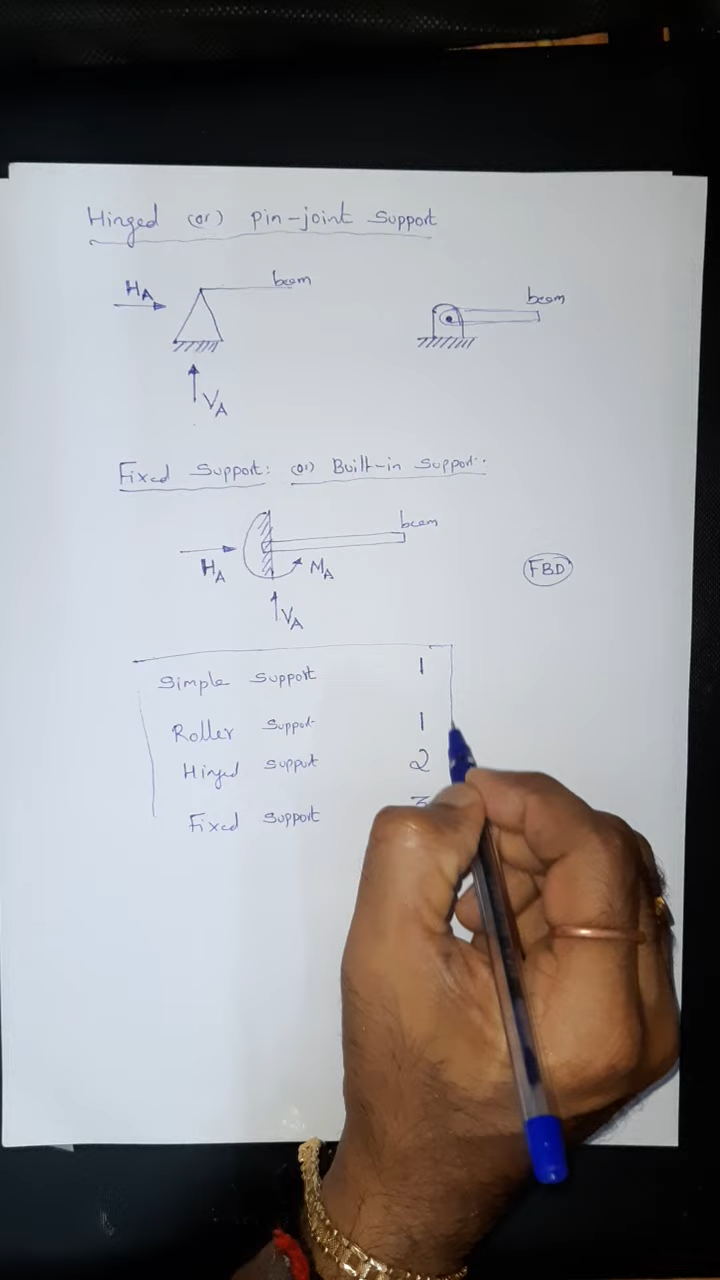 Hinged (or) Pin-joint Support
HA
beam
beam
VA
Fixed Support: (or) Built-in Support:
beam
HA
MA
FBD
VA
Simple Support 1
Roller Support 1
Hinged Support 2
Fixed Support 3